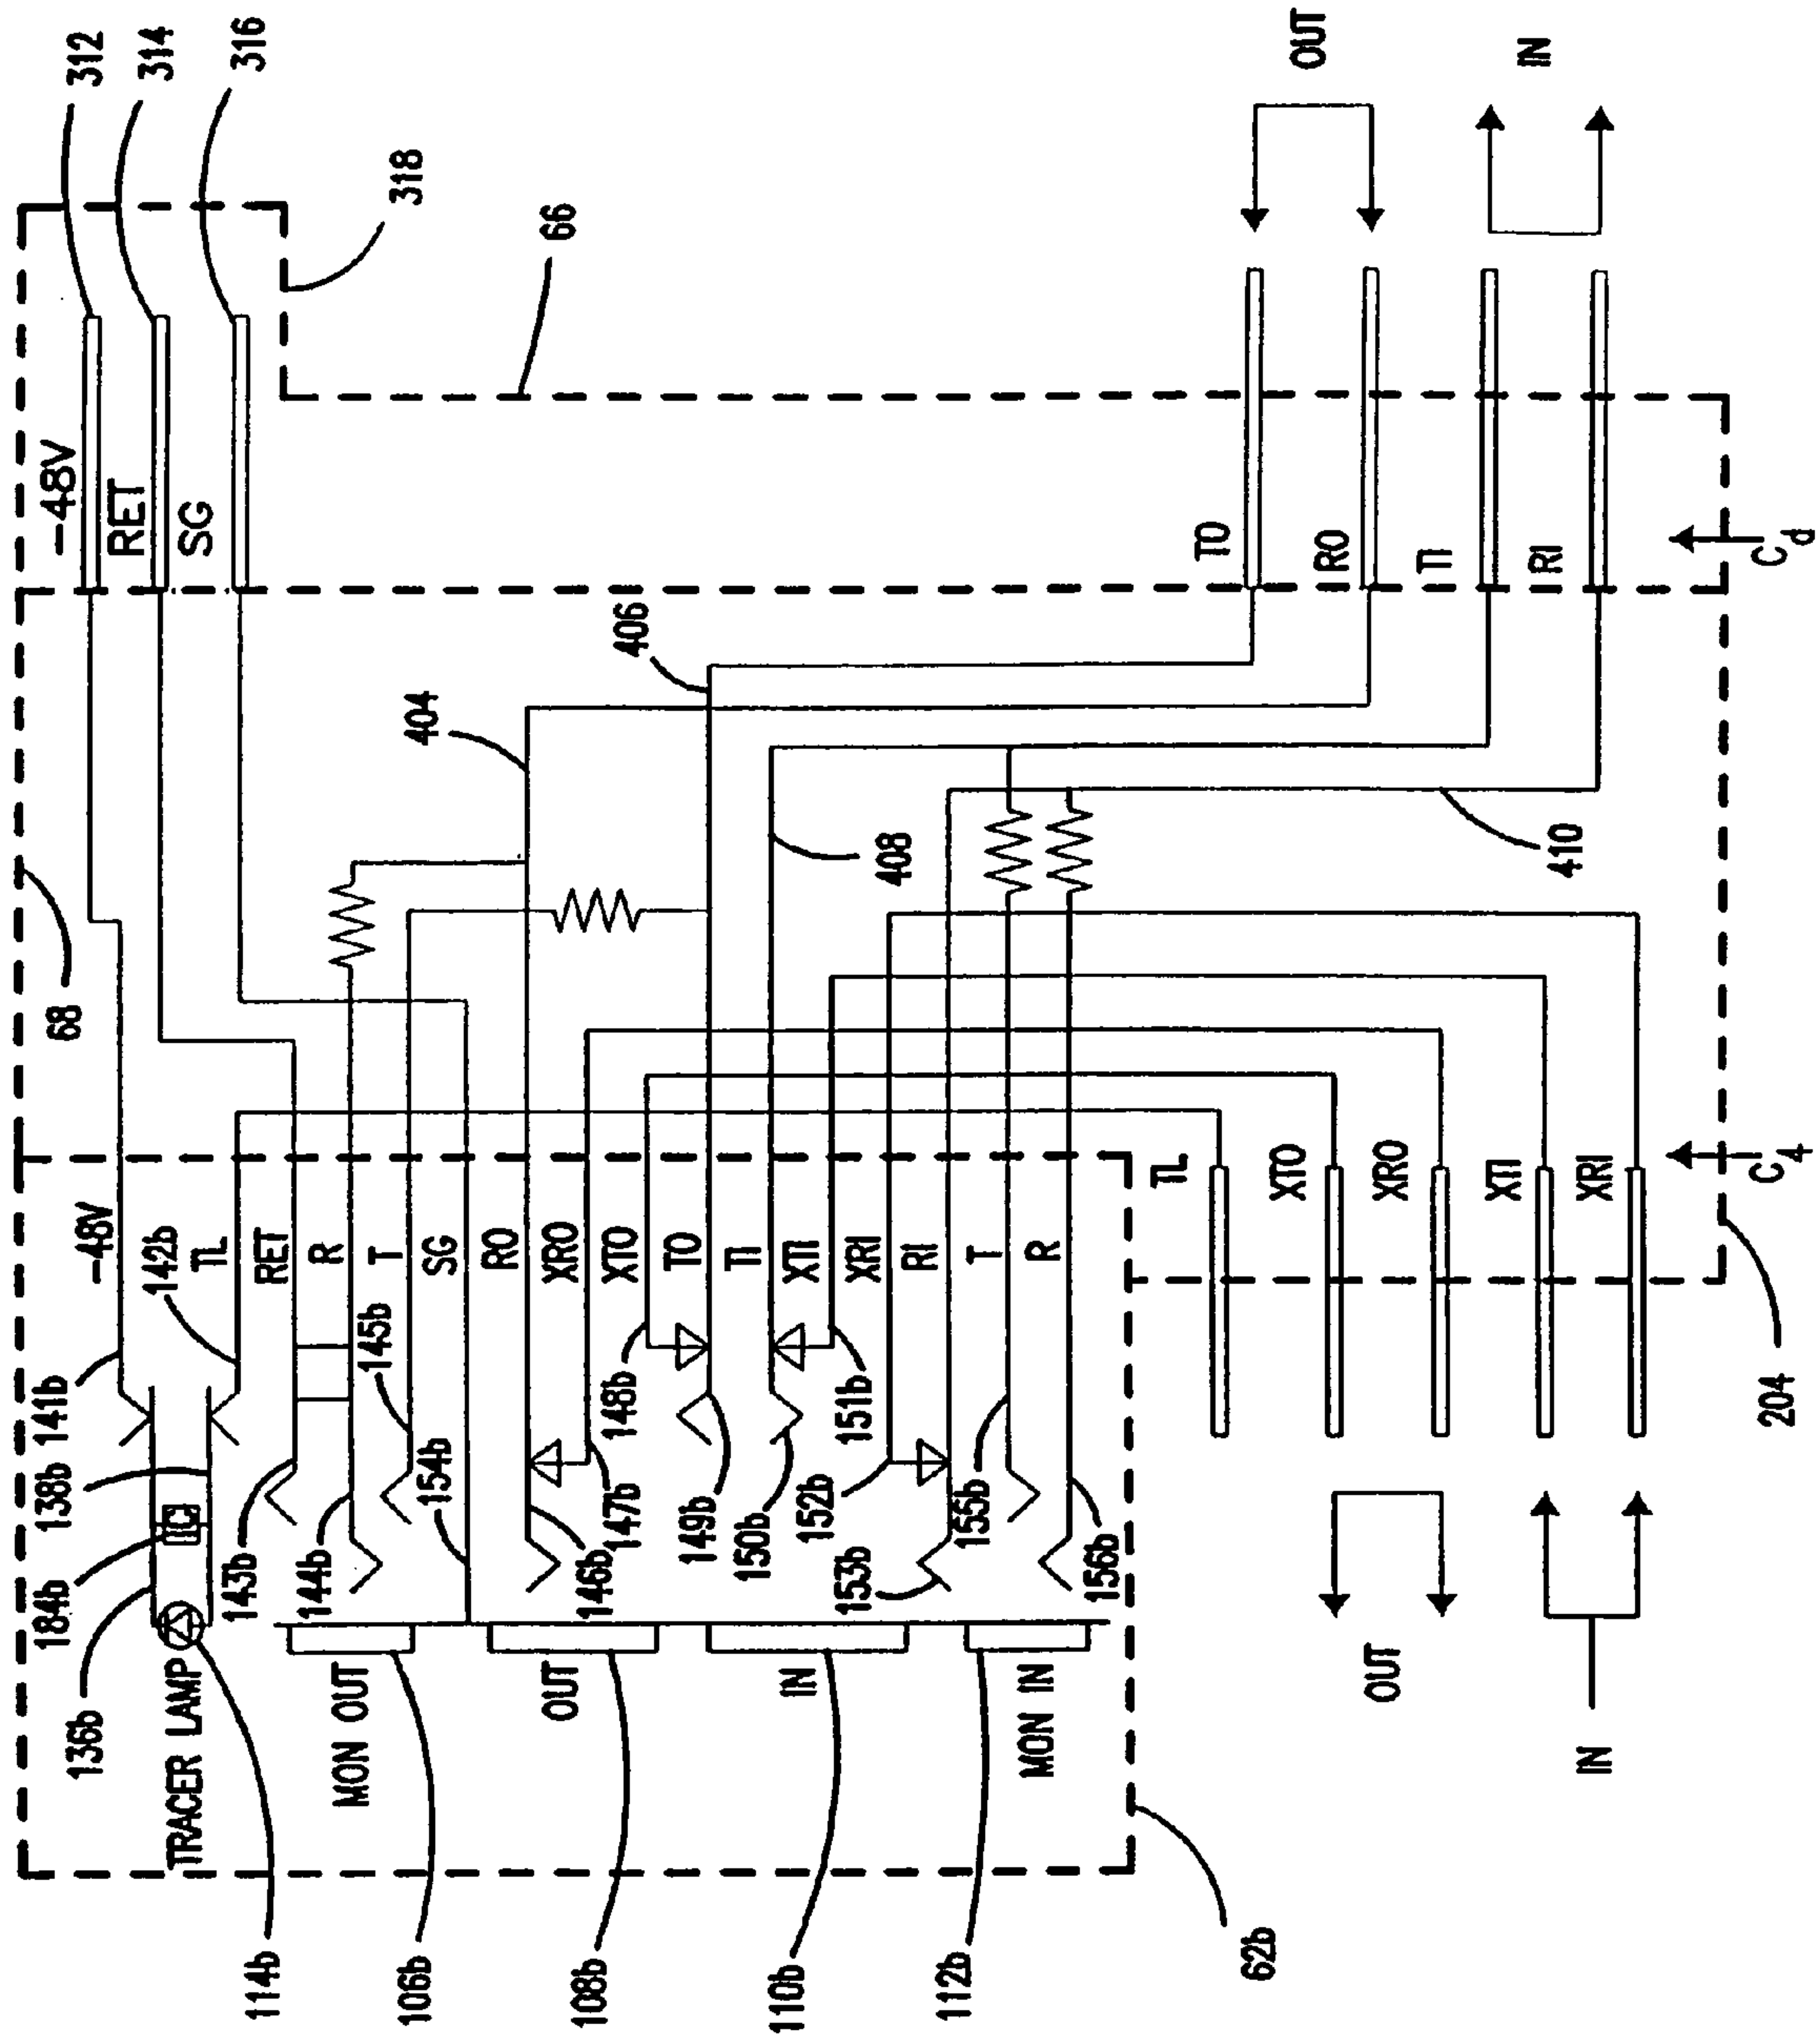 312
314
316
318
66
-48V
RET
SG
OUT
IN
TO
RO
TI
RI
C d
406
404
408
410
68
-48V
TL
RET
R
T
SG
RO
XRO
XTO
TO
TI
XTI
XRI
RI
T
R
TL
XTO
XRO
XTI
XRI
C 4
204
136b
184b
138b
141b
142b
143b
144b
145b
154b
146b
147b
148b
149b
150b
151b
152b
153b
155b
156b
TRACER LAMP
MON OUT
OUT
IN
MON IN
OUT
IN
114b
106b
108b
110b
112b
62b